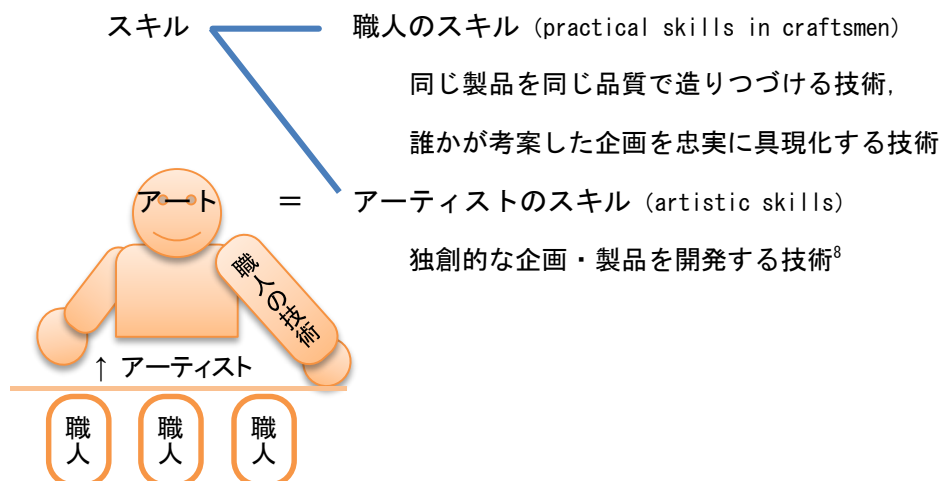 スキル 職人のスキル (practical skills in craftsmen)
同じ製品を同じ品質で造りつづける技術,
誰かが考案した企画を忠実に具現化する技術
アート ＝ アーティストのスキル (artistic skills)
独創的な企画・製品を開発する技術8
職人の技術
↑ アーティスト
職人 職人 職人